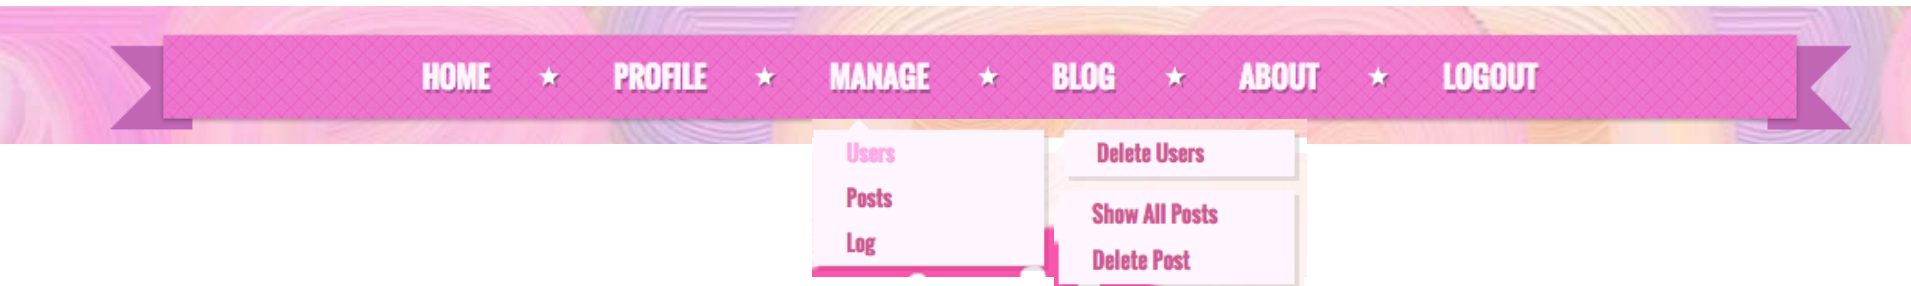 HOME ★ PROFILE ★ MANAGE ★ BLOG ★ ABOUT ★ LOGOUT
Users
Posts
Log
Delete Users
Show All Posts
Delete Post